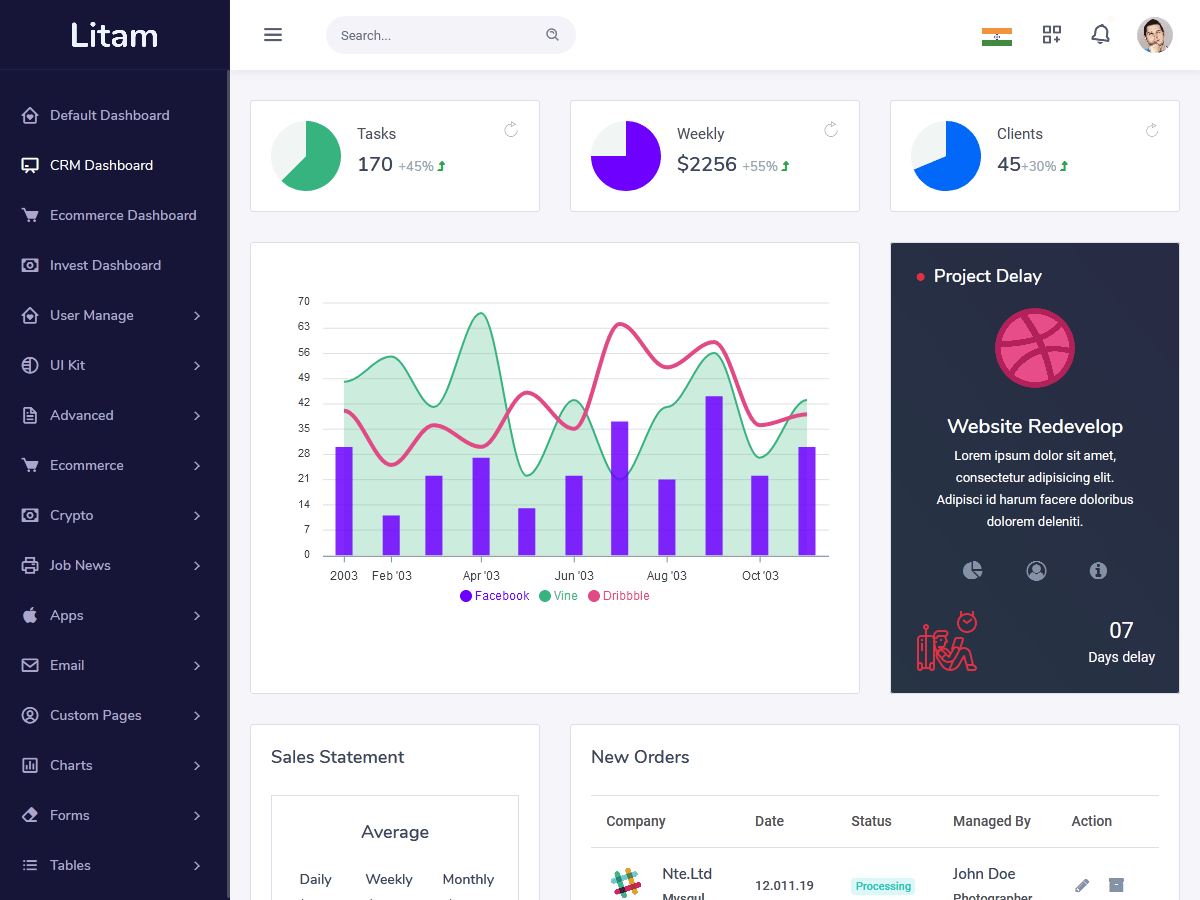 Litam
Search...
Default Dashboard
CRM Dashboard
Ecommerce Dashboard
Invest Dashboard
User Manage
UI Kit
Advanced
Ecommerce
Crypto
Job News
Apps
Email
Custom Pages
Charts
Forms
Tables
Tasks
170 +45%
Weekly
$2256 +55%
Clients
45+30%
70
63
56
49
42
35
28
21
14
7
0
2003 Feb '03 Apr '03 Jun '03 Aug '03 Oct '03
Facebook Vine Dribbble
Project Delay
Website Redevelop
Lorem ipsum dolor sit amet,
consectetur adipisicing elit.
Adipisci id harum facere doloribus
dolorem deleniti.
07
Days delay
Sales Statement
Average
Daily Weekly Monthly
New Orders
Company Date Status Managed By Action
Nte.Ltd
Mysqul
12.011.19
Processing
John Doe
Photographer